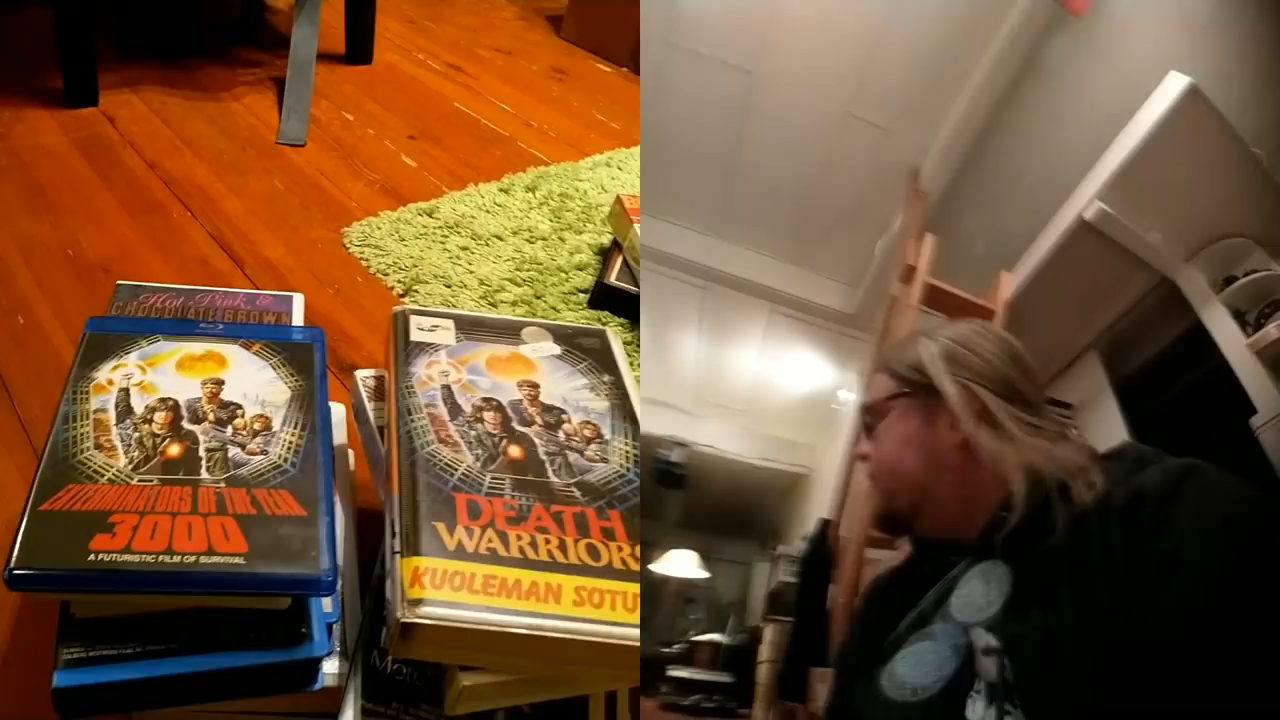 Hot Pink &
CHOCOLATE BROWN
EXTERMINATORS OF THE YEAR
3000
A FUTURISTIC FILM OF SURVIVAL
DEATH
WARRIORS
KUOLEMAN SOTU